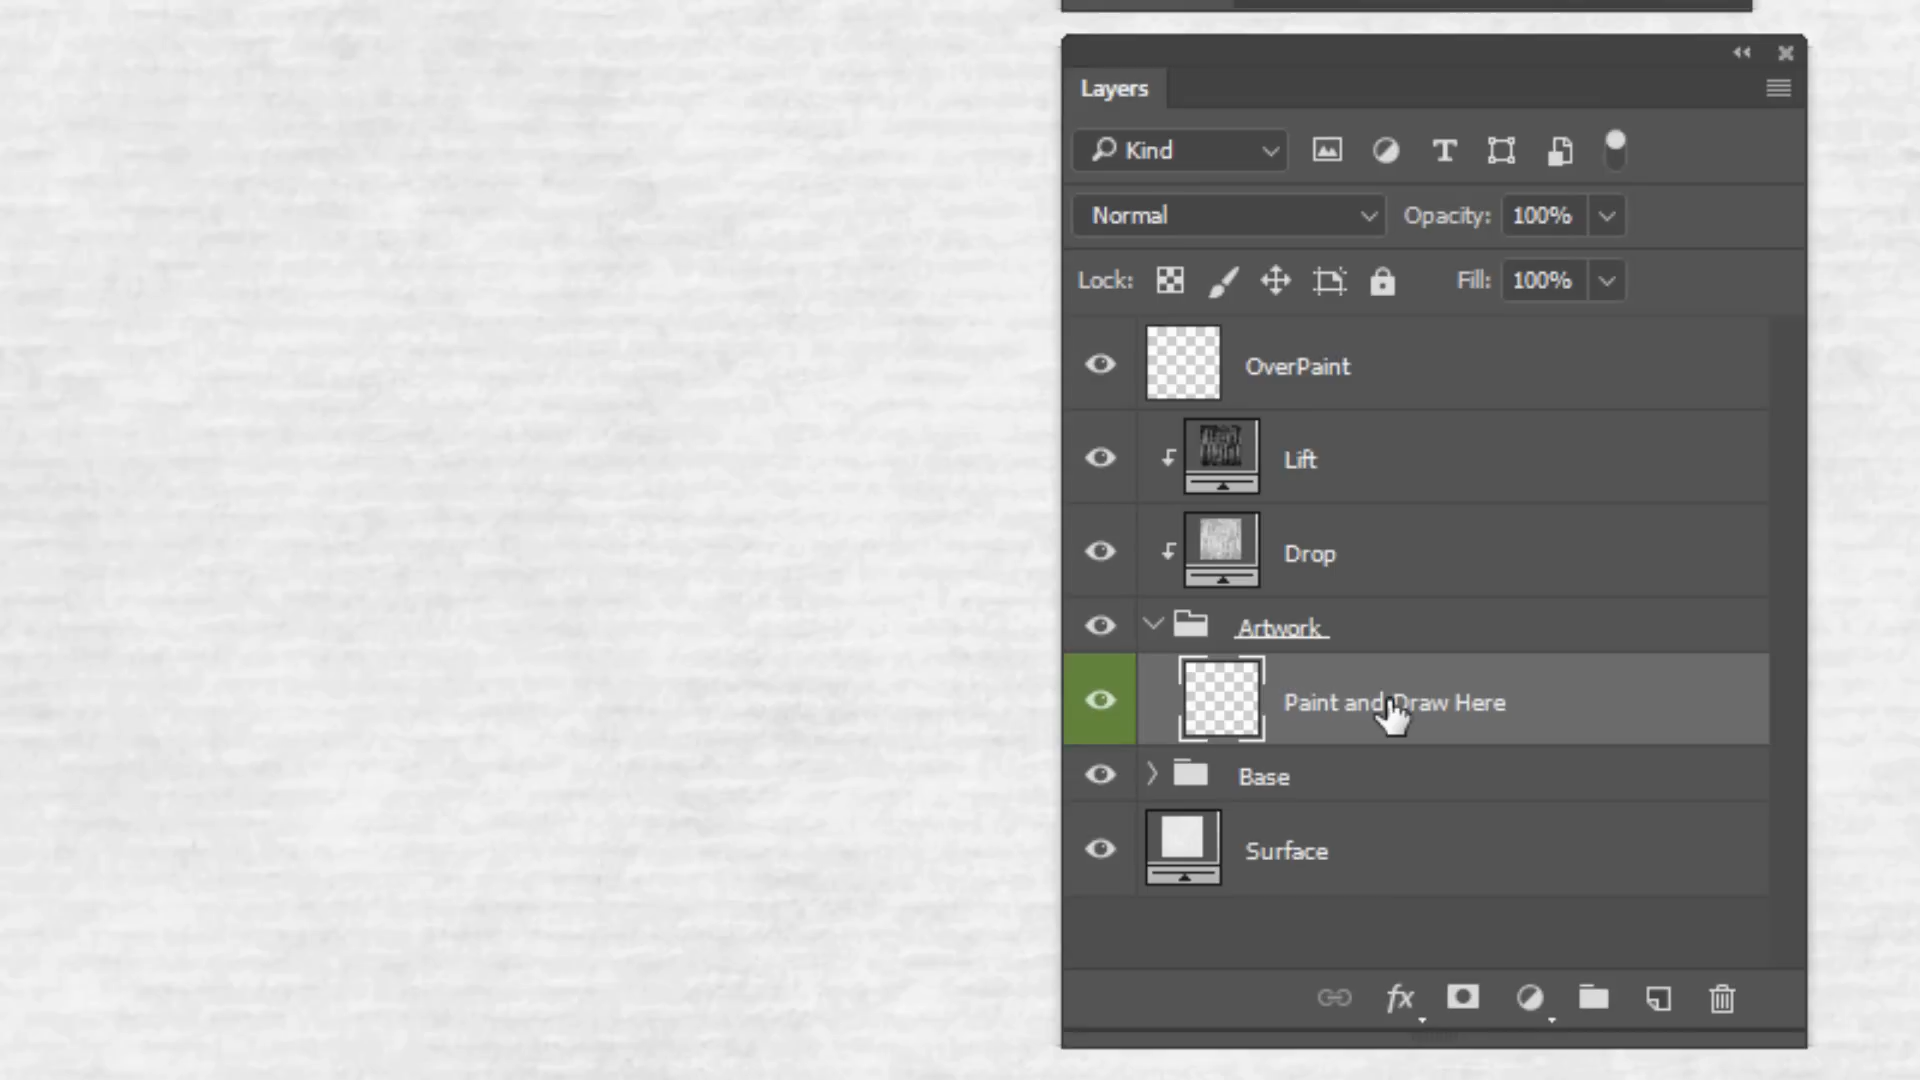 Layers
Kind
Normal Opacity: 100%
Lock: Fill: 100%
OverPaint
Lift
Drop
Artwork
Paint and Draw Here
Base
Surface
fx